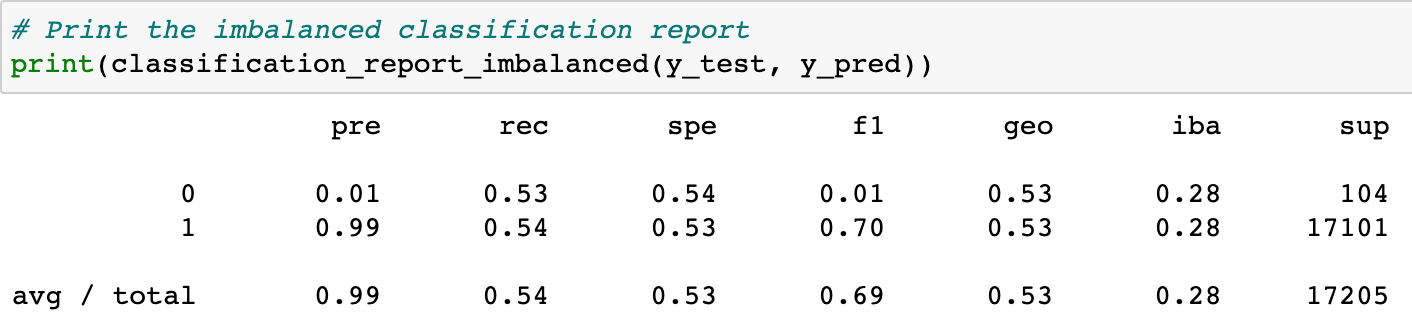 # Print the imbalanced classification report
print(classification_report_imbalanced(y_test, y_pred))
pre rec spe f1 geo iba sup
0 0.01 0.53 0.54 0.01 0.53 0.28 104
1 0.99 0.54 0.53 0.70 0.53 0.28 17101
avg / total 0.99 0.54 0.53 0.69 0.53 0.28 17205